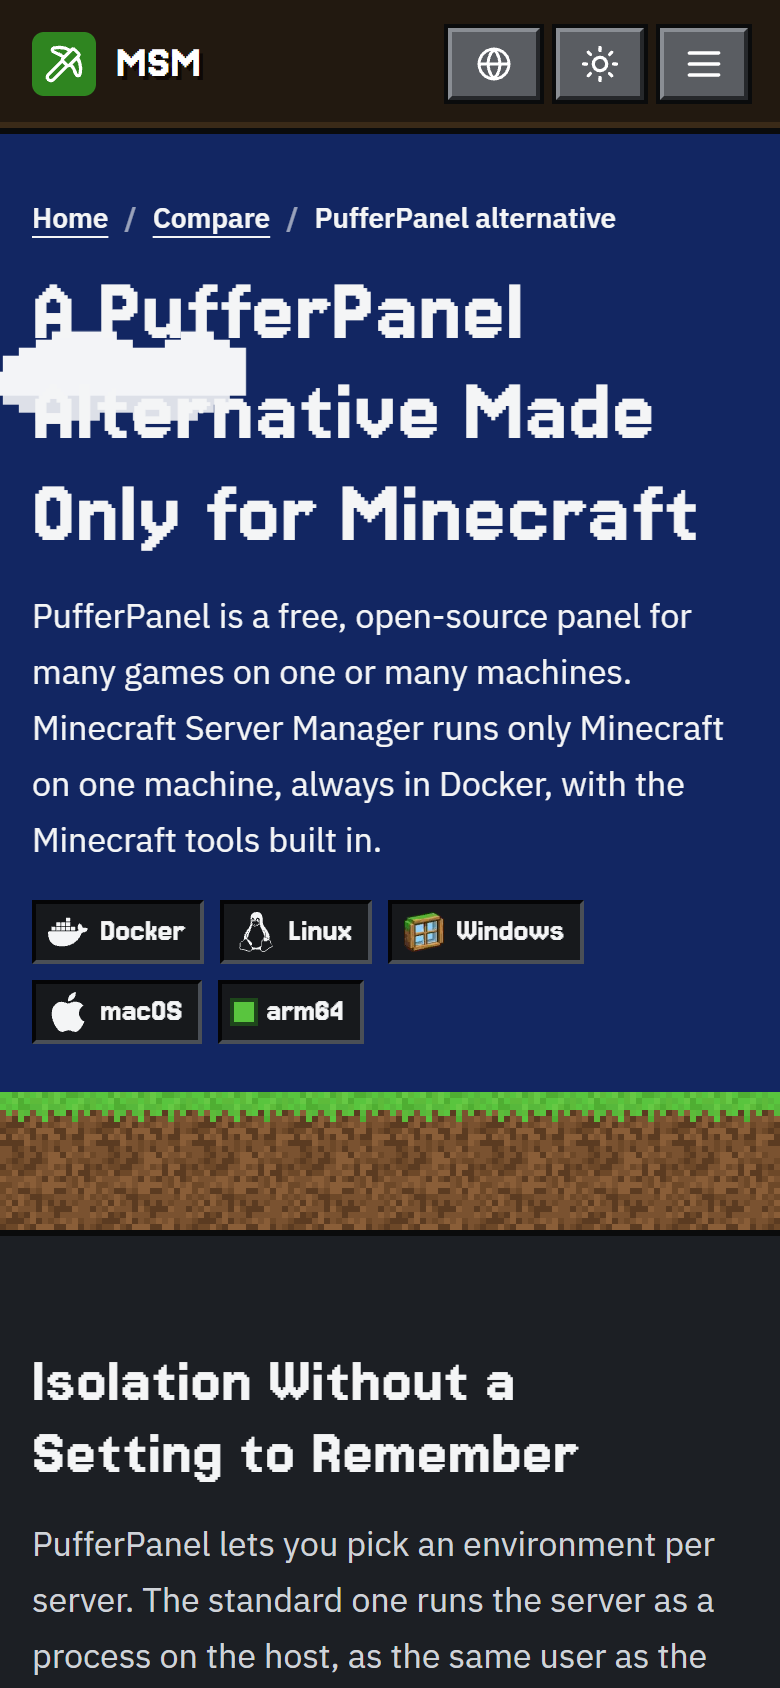 MSM
Home / Compare / PufferPanel alternative
A PufferPanel
Alternative Made
Only for Minecraft
PufferPanel is a free, open-source panel for
many games on one or many machines.
Minecraft Server Manager runs only Minecraft
on one machine, always in Docker, with the
Minecraft tools built in.
Docker Linux Windows
macOS arm64
Isolation Without a
Setting to Remember
PufferPanel lets you pick an environment per
server. The standard one runs the server as a
process on the host, as the same user as the